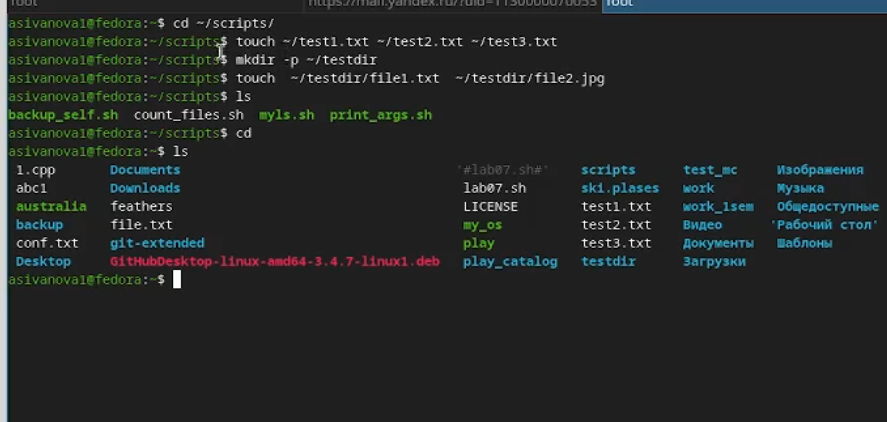 root https://mail.yandex.ru/?uid=1130000070053 root
asivanova1@fedora:~$ cd ~/scripts/
asivanova1@fedora:~/scripts$ touch ~/test1.txt ~/test2.txt ~/test3.txt
asivanova1@fedora:~/scripts$ mkdir -p ~/testdir
asivanova1@fedora:~/scripts$ touch  ~/testdir/file1.txt  ~/testdir/file2.jpg
asivanova1@fedora:~/scripts$ ls
backup_self.sh  count_files.sh  myls.sh  print_args.sh
asivanova1@fedora:~/scripts$ cd
asivanova1@fedora:~$ ls
1.cpp Documents '#lab07.sh#' scripts test_mc Изображения
abc1 Downloads lab07.sh ski.plases work Музыка
australia feathers LICENSE test1.txt work_1sem Общедоступные
backup file.txt my_os test2.txt Видео 'Рабочий стол'
conf.txt git-extended play test3.txt Документы Шаблоны
Desktop GitHubDesktop-linux-amd64-3.4.7-linux1.deb play_catalog testdir Загрузки
asivanova1@fedora:~$